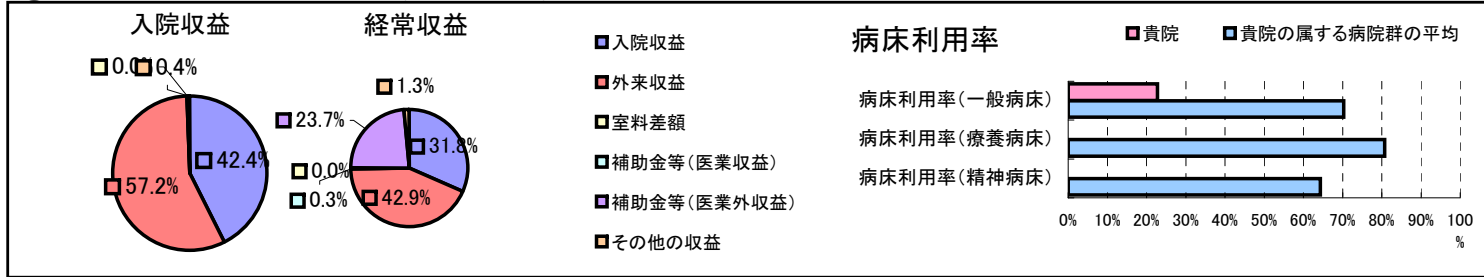 入院収益
0.0%
0.4%
42.4%
57.2%
経常収益
1.3%
23.7%
31.8%
0.0%
0.3%
42.9%
入院収益
外来収益
室料差額
補助金等(医業収益)
補助金等(医業外収益)
その他の収益
病床利用率
貴院
貴院の属する病院群の平均
病床利用率(一般病床)
病床利用率(療養病床)
病床利用率(精神病床)
0% 10% 20% 30% 40% 50% 60% 70% 80% 90% 100
%